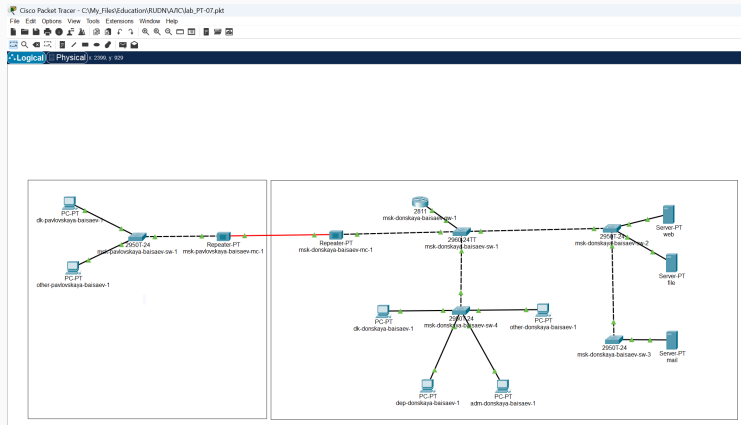 Cisco Packet Tracer - C:\My_Files\Education\RUDN\АЛС\lab_PT-07.pkt
File Edit Options View Tools Extensions Window Help
Logical Physical x: 2399, y: 929
PC-PT
dk-pavlovskaya-baisaev-1
2950T-24
msk-pavlovskaya-baisaev-sw-1
Repeater-PT
msk-pavlovskaya-baisaev-mc-1
PC-PT
other-pavlovskaya-baisaev-1
2811
msk-donskaya-baisaev-gw-1
Repeater-PT
msk-donskaya-baisaev-mc-1
2960-24TT
msk-donskaya-baisaev-sw-1
2950T-24
msk-donskaya-baisaev-sw-2
Server-PT
web
Server-PT
file
PC-PT
dk-donskaya-baisaev-1
2950T-24
msk-donskaya-baisaev-sw-4
PC-PT
other-donskaya-baisaev-1
2950T-24
msk-donskaya-baisaev-sw-3
Server-PT
mail
PC-PT
dep-donskaya-baisaev-1
PC-PT
adm-donskaya-baisaev-1